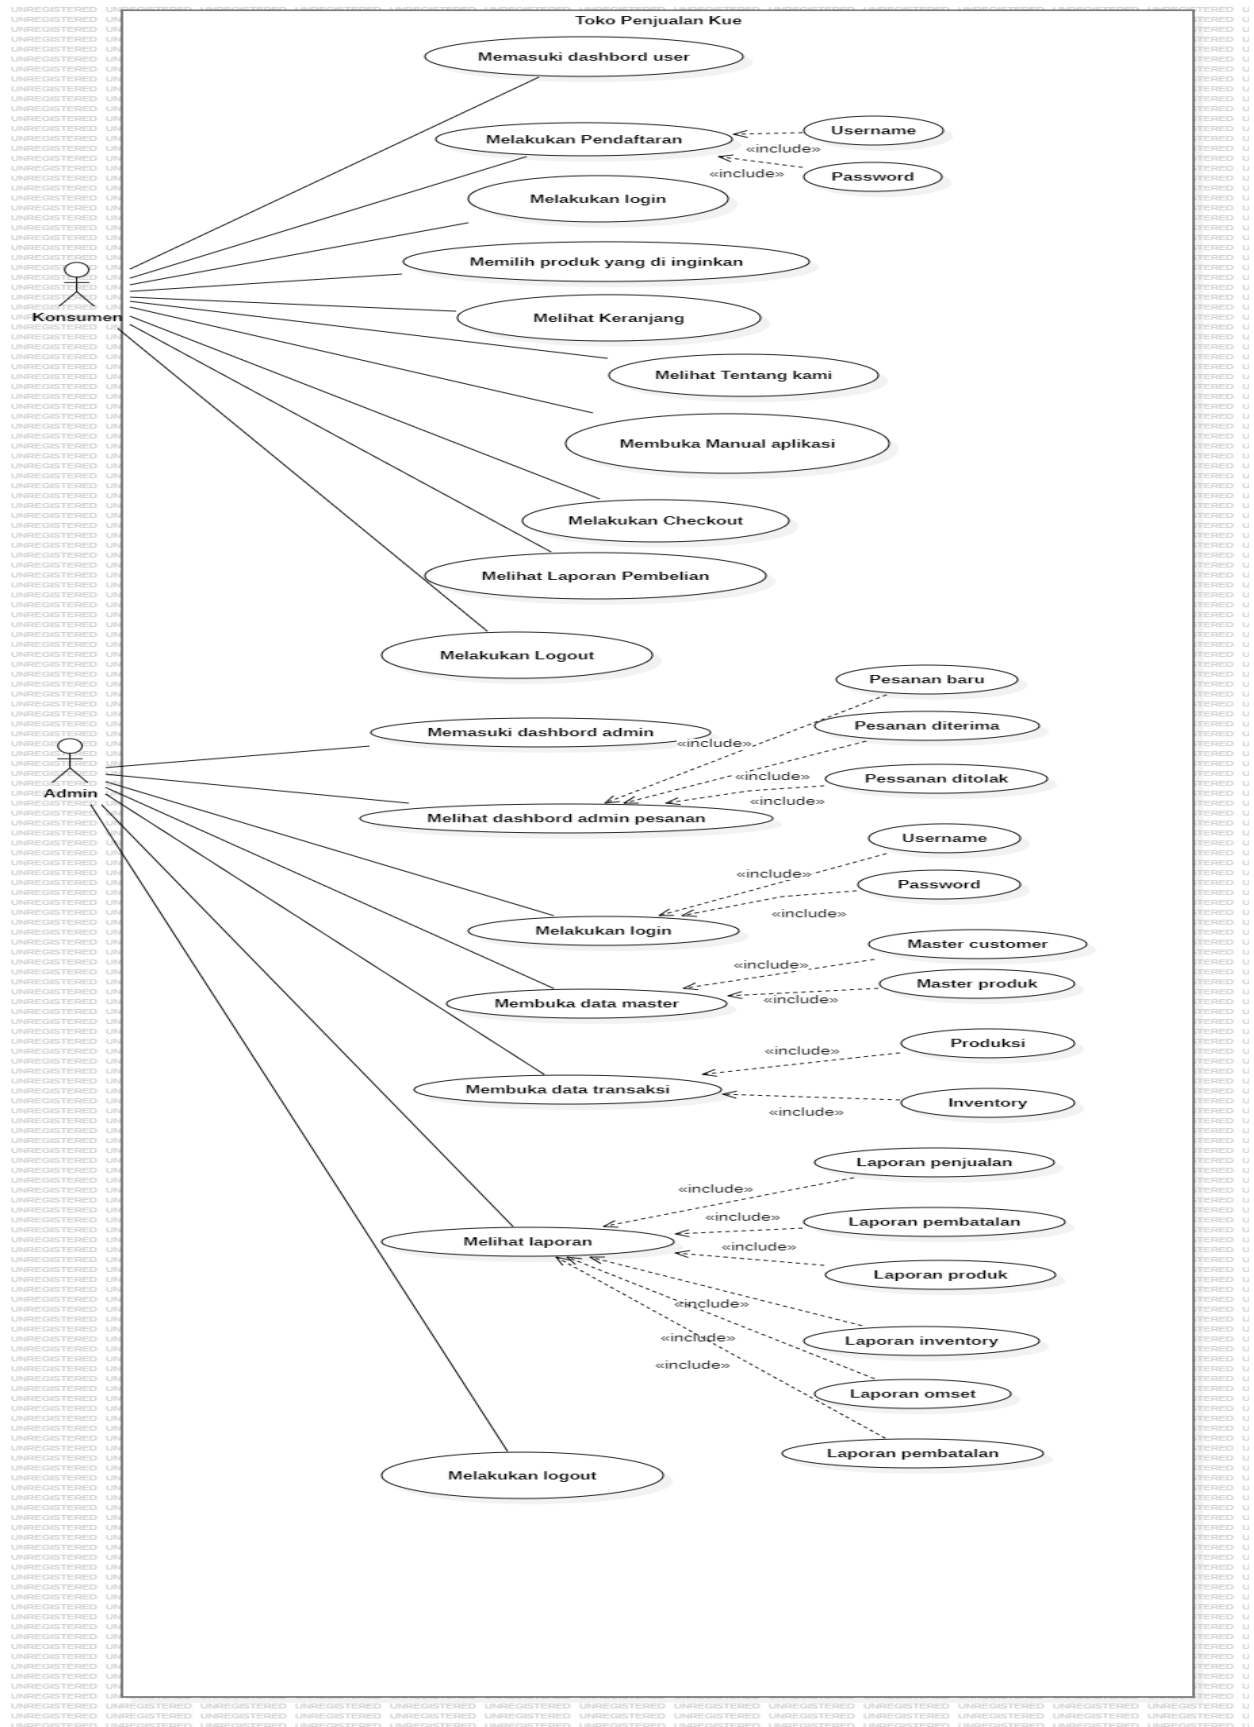 Toko Penjualan Kue
Memasuki dashbord user
Melakukan Pendaftaran
Username
«include»
Password
«include»
Melakukan login
Memilih produk yang di inginkan
Konsumen
Melihat Keranjang
Melihat Tentang kami
Membuka Manual aplikasi
Melakukan Checkout
Melihat Laporan Pembelian
Melakukan Logout
Pesanan baru
Pesanan diterima
Memasuki dashbord admin
«include»
«include»
Pessanan ditolak
Admin
«include»
Melihat dashbord admin pesanan
Username
«include»
Password
«include»
Melakukan login
Master customer
«include»
Master produk
«include»
Membuka data master
Produksi
«include»
Membuka data transaksi
Inventory
«include»
Laporan penjualan
«include»
«include»
Laporan pembatalan
Melihat laporan
«include»
Laporan produk
«include»
«include»
Laporan inventory
«include»
Laporan omset
Laporan pembatalan
Melakukan logout
UNREGISTERED